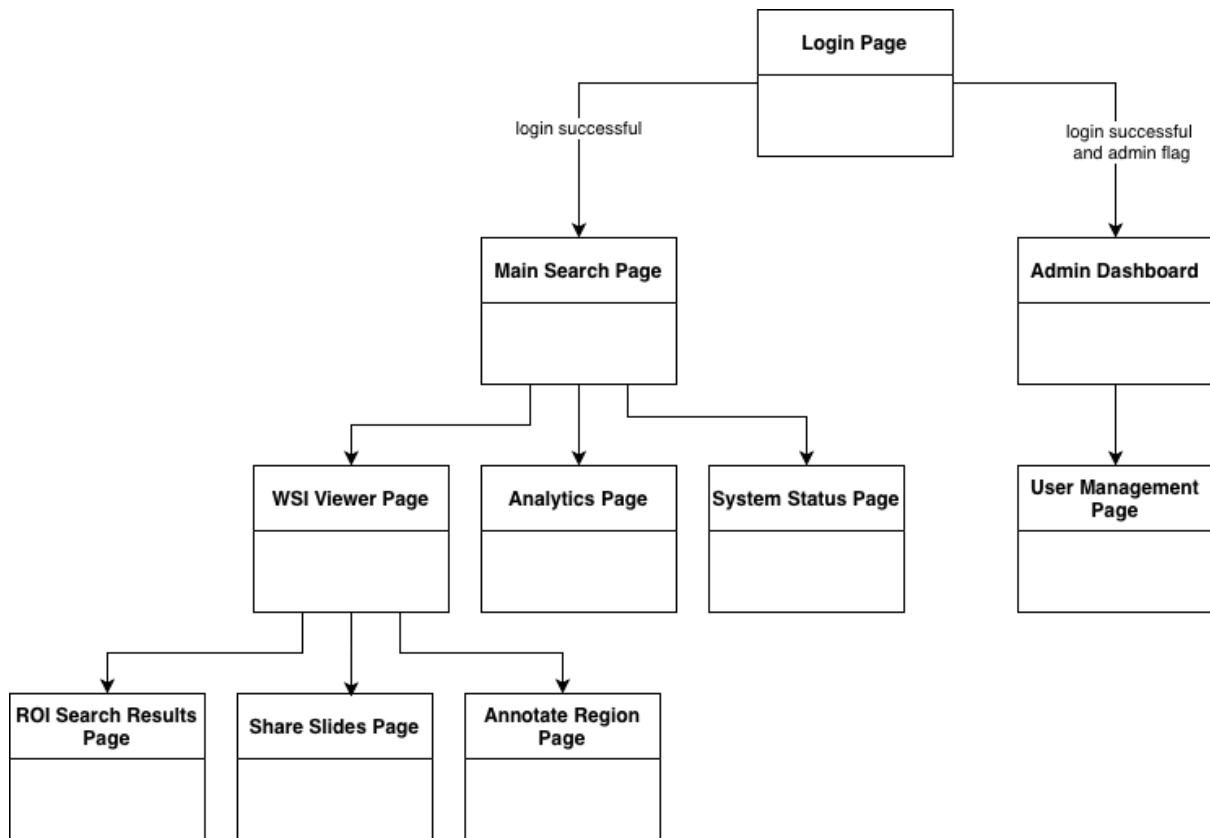 Login Page
login successful
login successful
and admin flag
Main Search Page
Admin Dashboard
WSI Viewer Page
Analytics Page
System Status Page
User Management
Page
ROI Search Results
Page
Share Slides Page
Annotate Region
Page